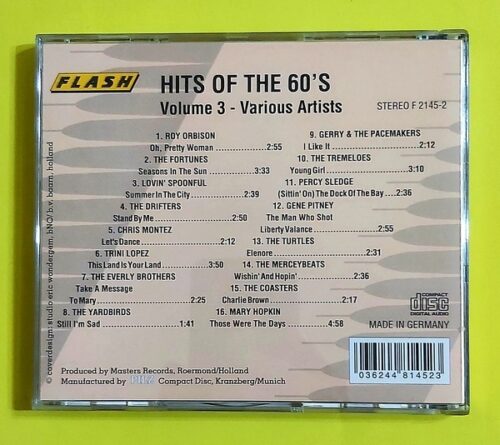 FLASH
HITS OF THE 60'S
Volume 3 - Various Artists
STEREO F 2145-2
1. ROY ORBISON
Oh, Pretty Woman ........ 2:55
2. THE FORTUNES
Seasons In The Sun ........ 3:33
3. LOVIN' SPOONFUL
Summer In The City ........ 2:39
4. THE DRIFTERS
Stand By Me ........ 2:50
5. CHRIS MONTEZ
Let's Dance ........ 2:12
6. TRINI LOPEZ
This Land Is Your Land ........ 3:50
7. THE EVERLY BROTHERS
Take A Message
To Mary ........ 2:25
8. THE YARDBIRDS
Still I'm Sad ........ 1:41
9. GERRY & THE PACEMAKERS
I Like It ........ 2:12
10. THE TREMELOES
Young Girl ........ 3:10
11. PERCY SLEDGE
(Sittin' On) The Dock Of The Bay ... 2:36
12. GENE PITNEY
The Man Who Shot
Liberty Valance ........ 2:55
13. THE TURTLES
Elenore ........ 2:31
14. THE MERCEYBEATS
Wishin' And Hopin' ........ 2:36
15. THE COASTERS
Charlie Brown ........ 2:17
16. MARY HOPKIN
Those Were The Days ........ 4:58
COMPACT
disc
DIGITAL AUDIO
MADE IN GERMANY
Produced by Masters Records, Roermond/Holland
Manufactured by Compact Disc, Kranzberg/Munich
036244 814523
© coverdesign: studio eric wondergem, bNO/b.v. baarn, holland